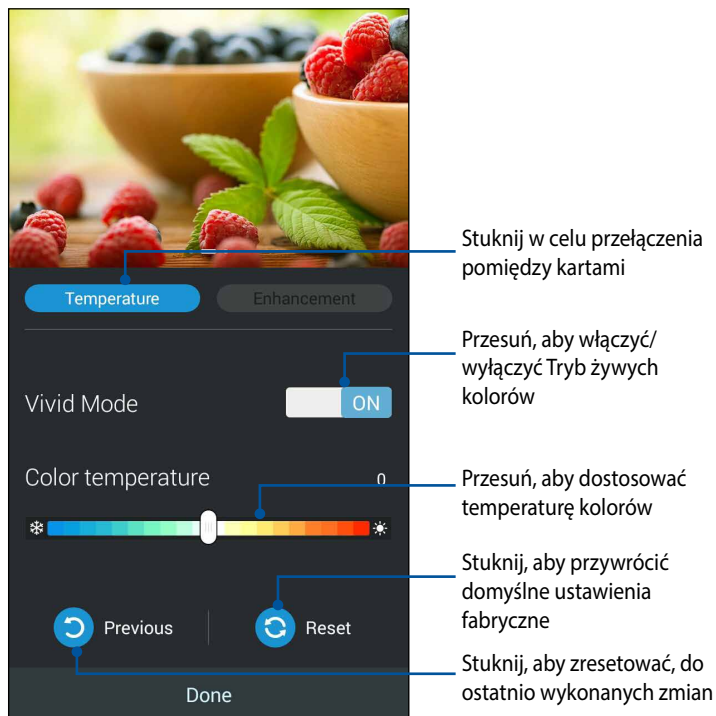 Temperature
Enhancement
Vivid Mode
ON
Color temperature
0
Previous
Reset
Done
Stuknij w celu przełączenia
pomiędzy kartami
Przesuń, aby włączyć/
wyłączyć Tryb żywych
kolorów
Przesuń, aby dostosować
temperaturę kolorów
Stuknij, aby przywrócić
domyślne ustawienia
fabryczne
Stuknij, aby zresetować, do
ostatnio wykonanych zmian